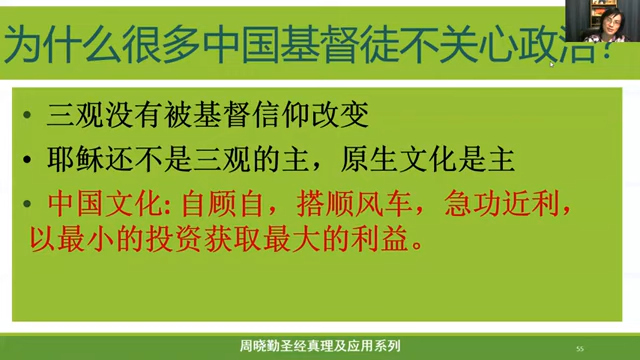 为什么很多中国基督徒不关心政治?
• 三观没有被基督信仰改变
• 耶稣还不是三观的主，原生文化是主
• 中国文化: 自顾自，搭顺风车，急功近利，
以最小的投资获取最大的利益。
周晓勤圣经真理及应用系列
55